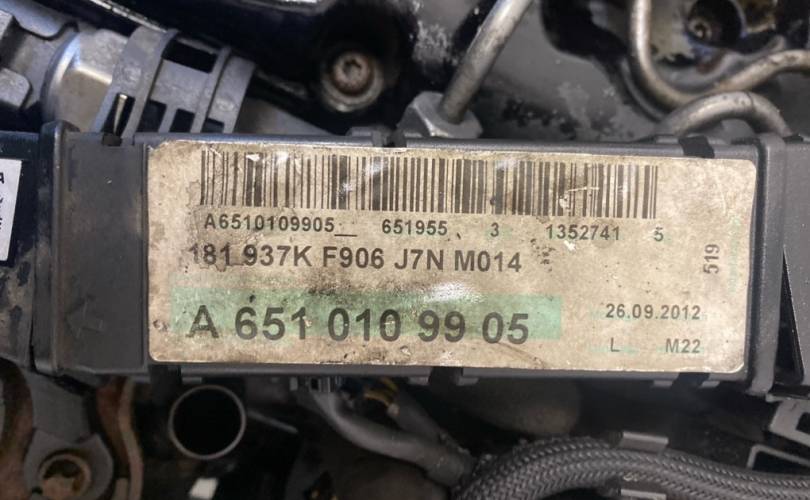 A6510109905__ 651955 3 1352741 5
181 937K F906 J7N M014
519
A 651 010 99 05
26.09.2012
L M22